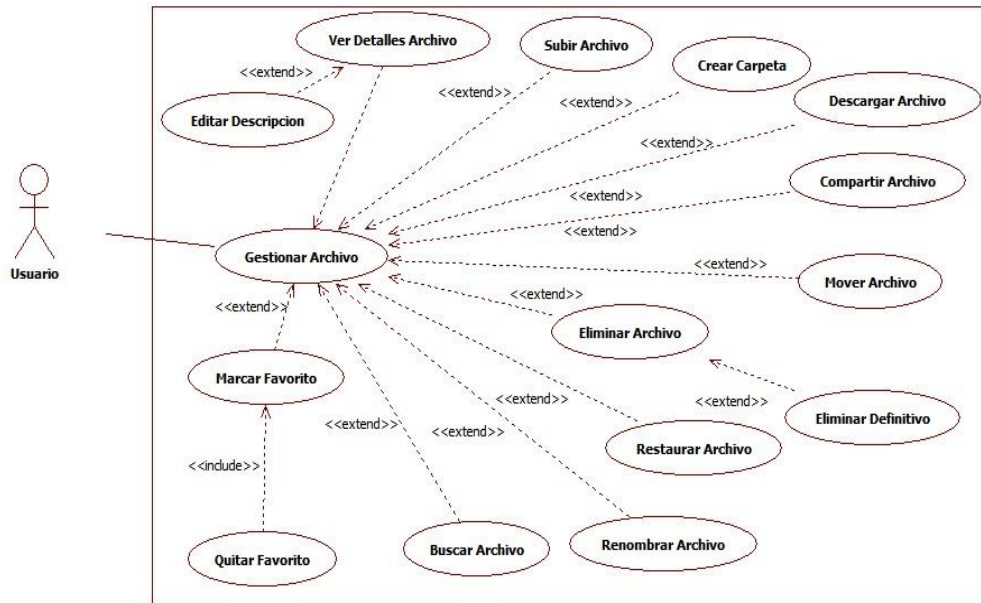 Ver Detalles Archivo
Subir Archivo
Crear Carpeta
<<extend>>
<<extend>>
Descargar Archivo
Editar Descripcion
<<extend>>
<<extend>>
Compartir Archivo
<<extend>>
<<extend>>
Usuario
Gestionar Archivo
<<extend>>
Mover Archivo
<<extend>>
<<extend>>
Eliminar Archivo
Marcar Favorito
<<extend>>
Eliminar Definitivo
<<extend>>
<<extend>>
Restaurar Archivo
<<include>>
Quitar Favorito
Buscar Archivo
Renombrar Archivo